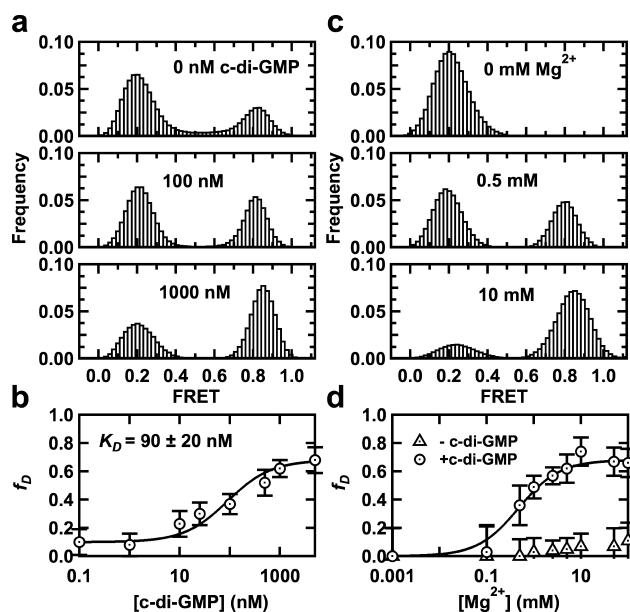 a
0.10
0.05
0.00
0 nM c-di-GMP
0.10
0.05
0.00
100 nM
0.10
0.05
0.00
1000 nM
Frequency
0.0 0.2 0.4 0.6 0.8 1.0
FRET
c
0.10
0.05
0.00
0 mM Mg²⁺
0.10
0.05
0.00
0.5 mM
0.10
0.05
0.00
10 mM
Frequency
0.0 0.2 0.4 0.6 0.8 1.0
FRET
b
1.0
0.8
0.6
0.4
0.2
0.0
f_D
K_D = 90 ± 20 nM
0.1 10 1000
[c-di-GMP] (nM)
d
1.0
0.8
0.6
0.4
0.2
0.0
f_D
- c-di-GMP
+c-di-GMP
0.001 0.1 10
[Mg²⁺] (mM)